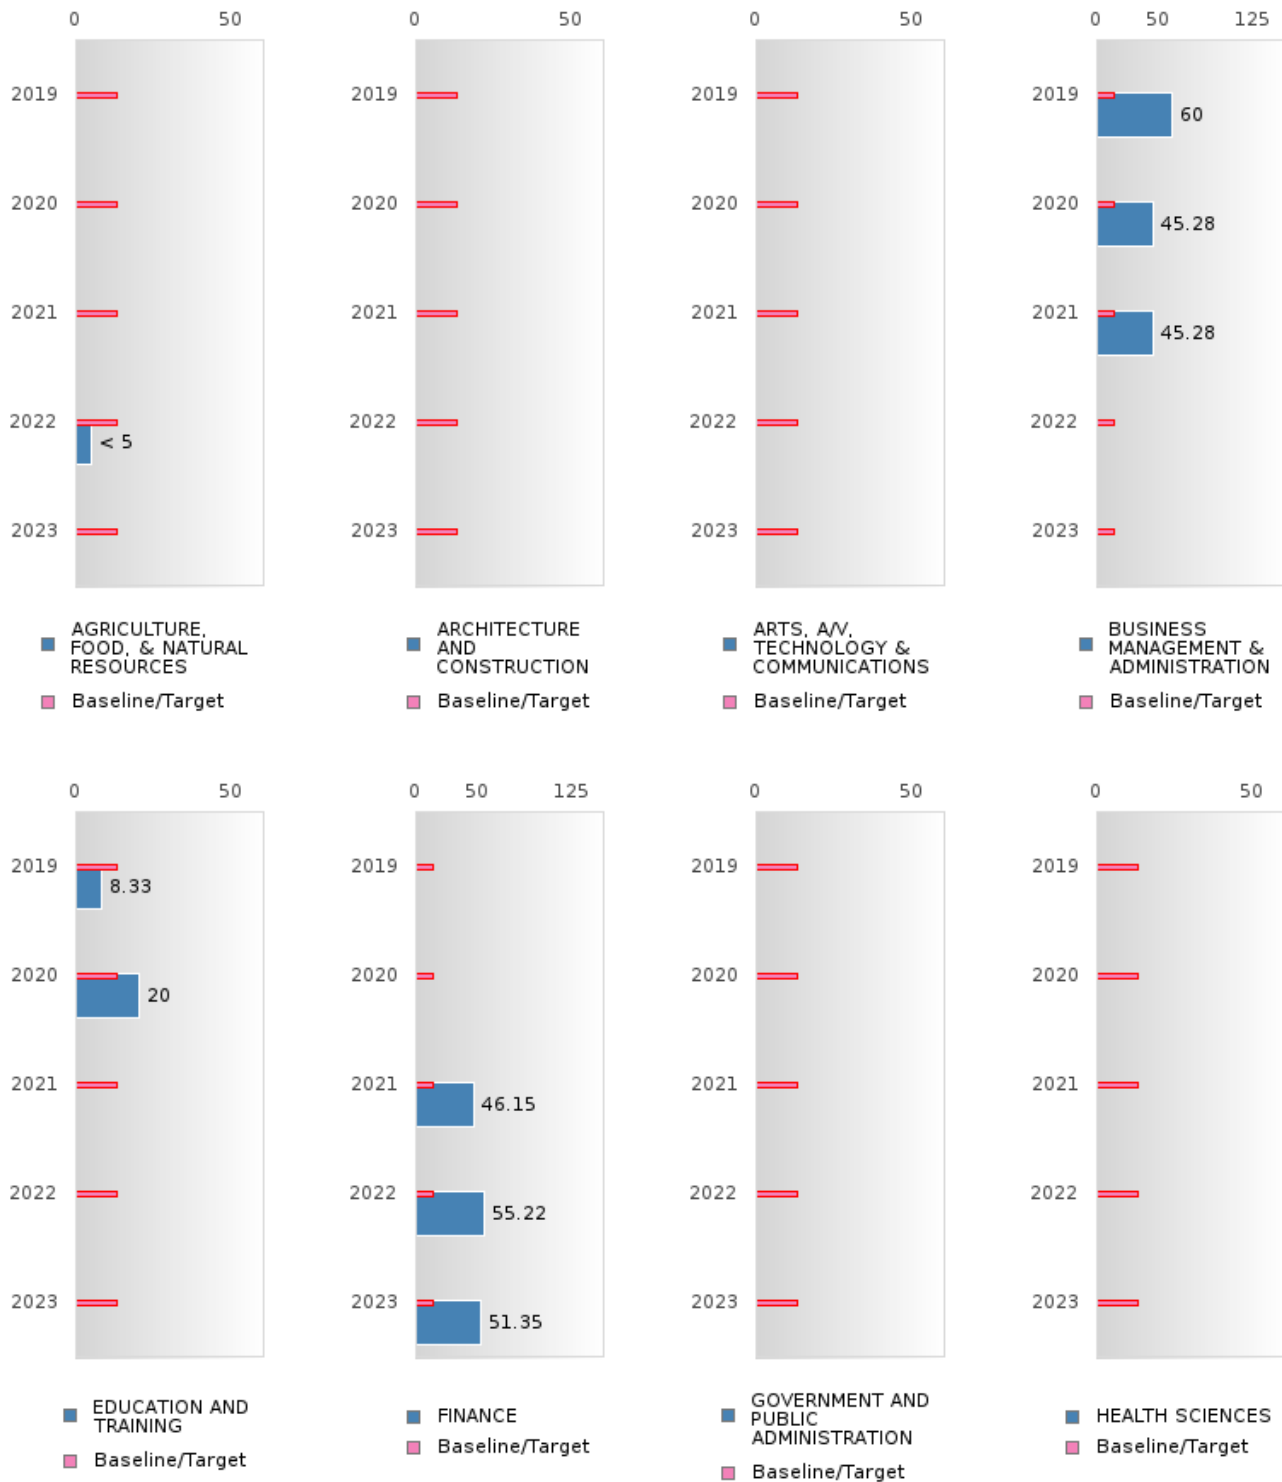 0 50
2019
2020
2021
2022
< 5
2023
AGRICULTURE,
FOOD, & NATURAL
RESOURCES
Baseline/Target
0 50
2019
2020
2021
2022
2023
ARCHITECTURE
AND
CONSTRUCTION
Baseline/Target
0 50
2019
2020
2021
2022
2023
ARTS, A/V,
TECHNOLOGY &
COMMUNICATIONS
Baseline/Target
0 50 125
2019
60
2020
45.28
2021
45.28
2022
2023
BUSINESS
MANAGEMENT &
ADMINISTRATION
Baseline/Target
0 50
2019
8.33
2020
20
2021
2022
2023
EDUCATION AND
TRAINING
Baseline/Target
0 50 125
2019
2020
2021
46.15
2022
55.22
2023
51.35
FINANCE
Baseline/Target
0 50
2019
2020
2021
2022
2023
GOVERNMENT AND
PUBLIC
ADMINISTRATION
Baseline/Target
0 50
2019
2020
2021
2022
2023
HEALTH SCIENCES
Baseline/Target